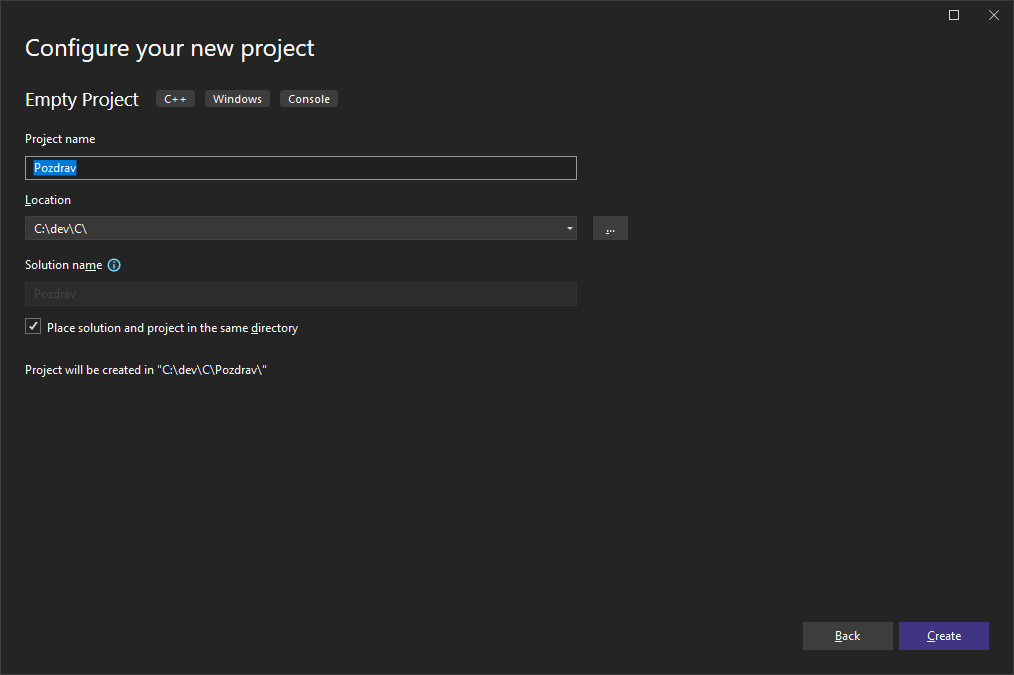 Configure your new project
Empty Project C++ Windows Console
Project name
Pozdrav
Location
C:\dev\C\ ...
Solution name
Pozdrav
Place solution and project in the same directory
Project will be created in "C:\dev\C\Pozdrav\"
Back Create